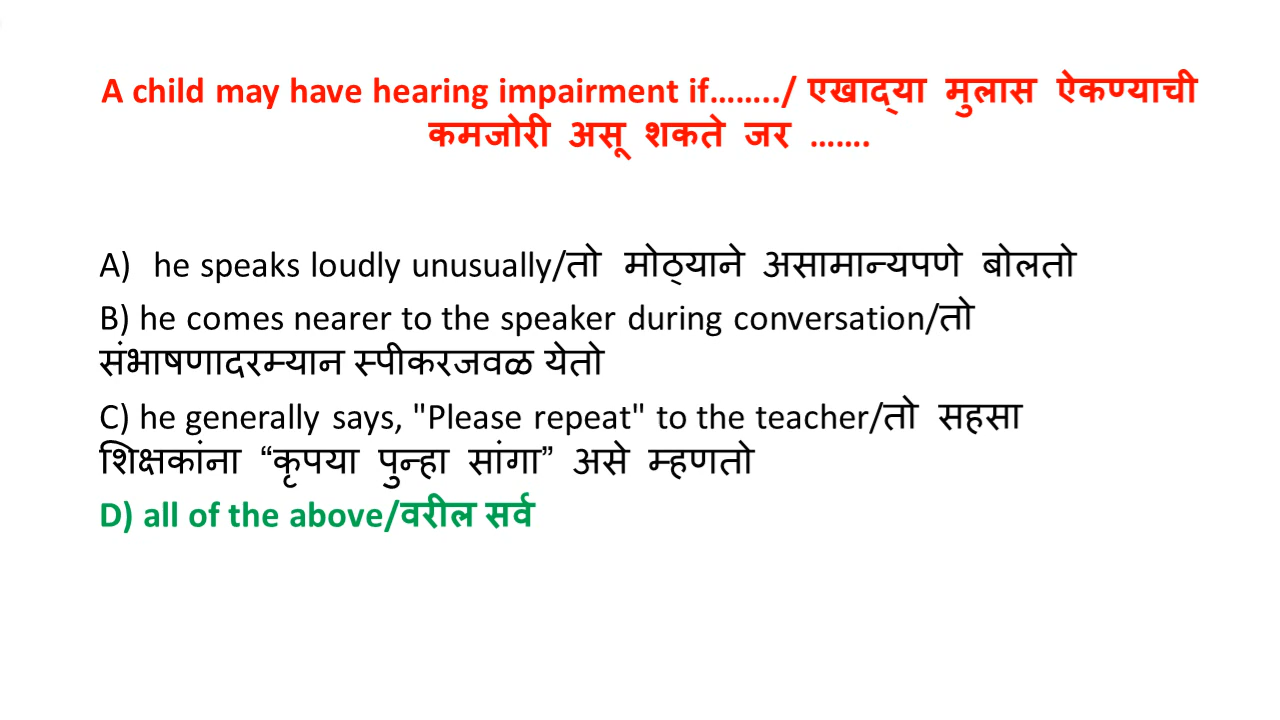 A child may have hearing impairment if......../ एखाद्या मुलास ऐकण्याची
कमजोरी असू शकते जर .......
A) he speaks loudly unusually/तो मोठ्याने असामान्यपणे बोलतो
B) he comes nearer to the speaker during conversation/तो
संभाषणादरम्यान स्पीकरजवळ येतो
C) he generally says, "Please repeat" to the teacher/तो सहसा
शिक्षकांना “कृपया पुन्हा सांगा” असे म्हणतो
D) all of the above/वरील सर्व